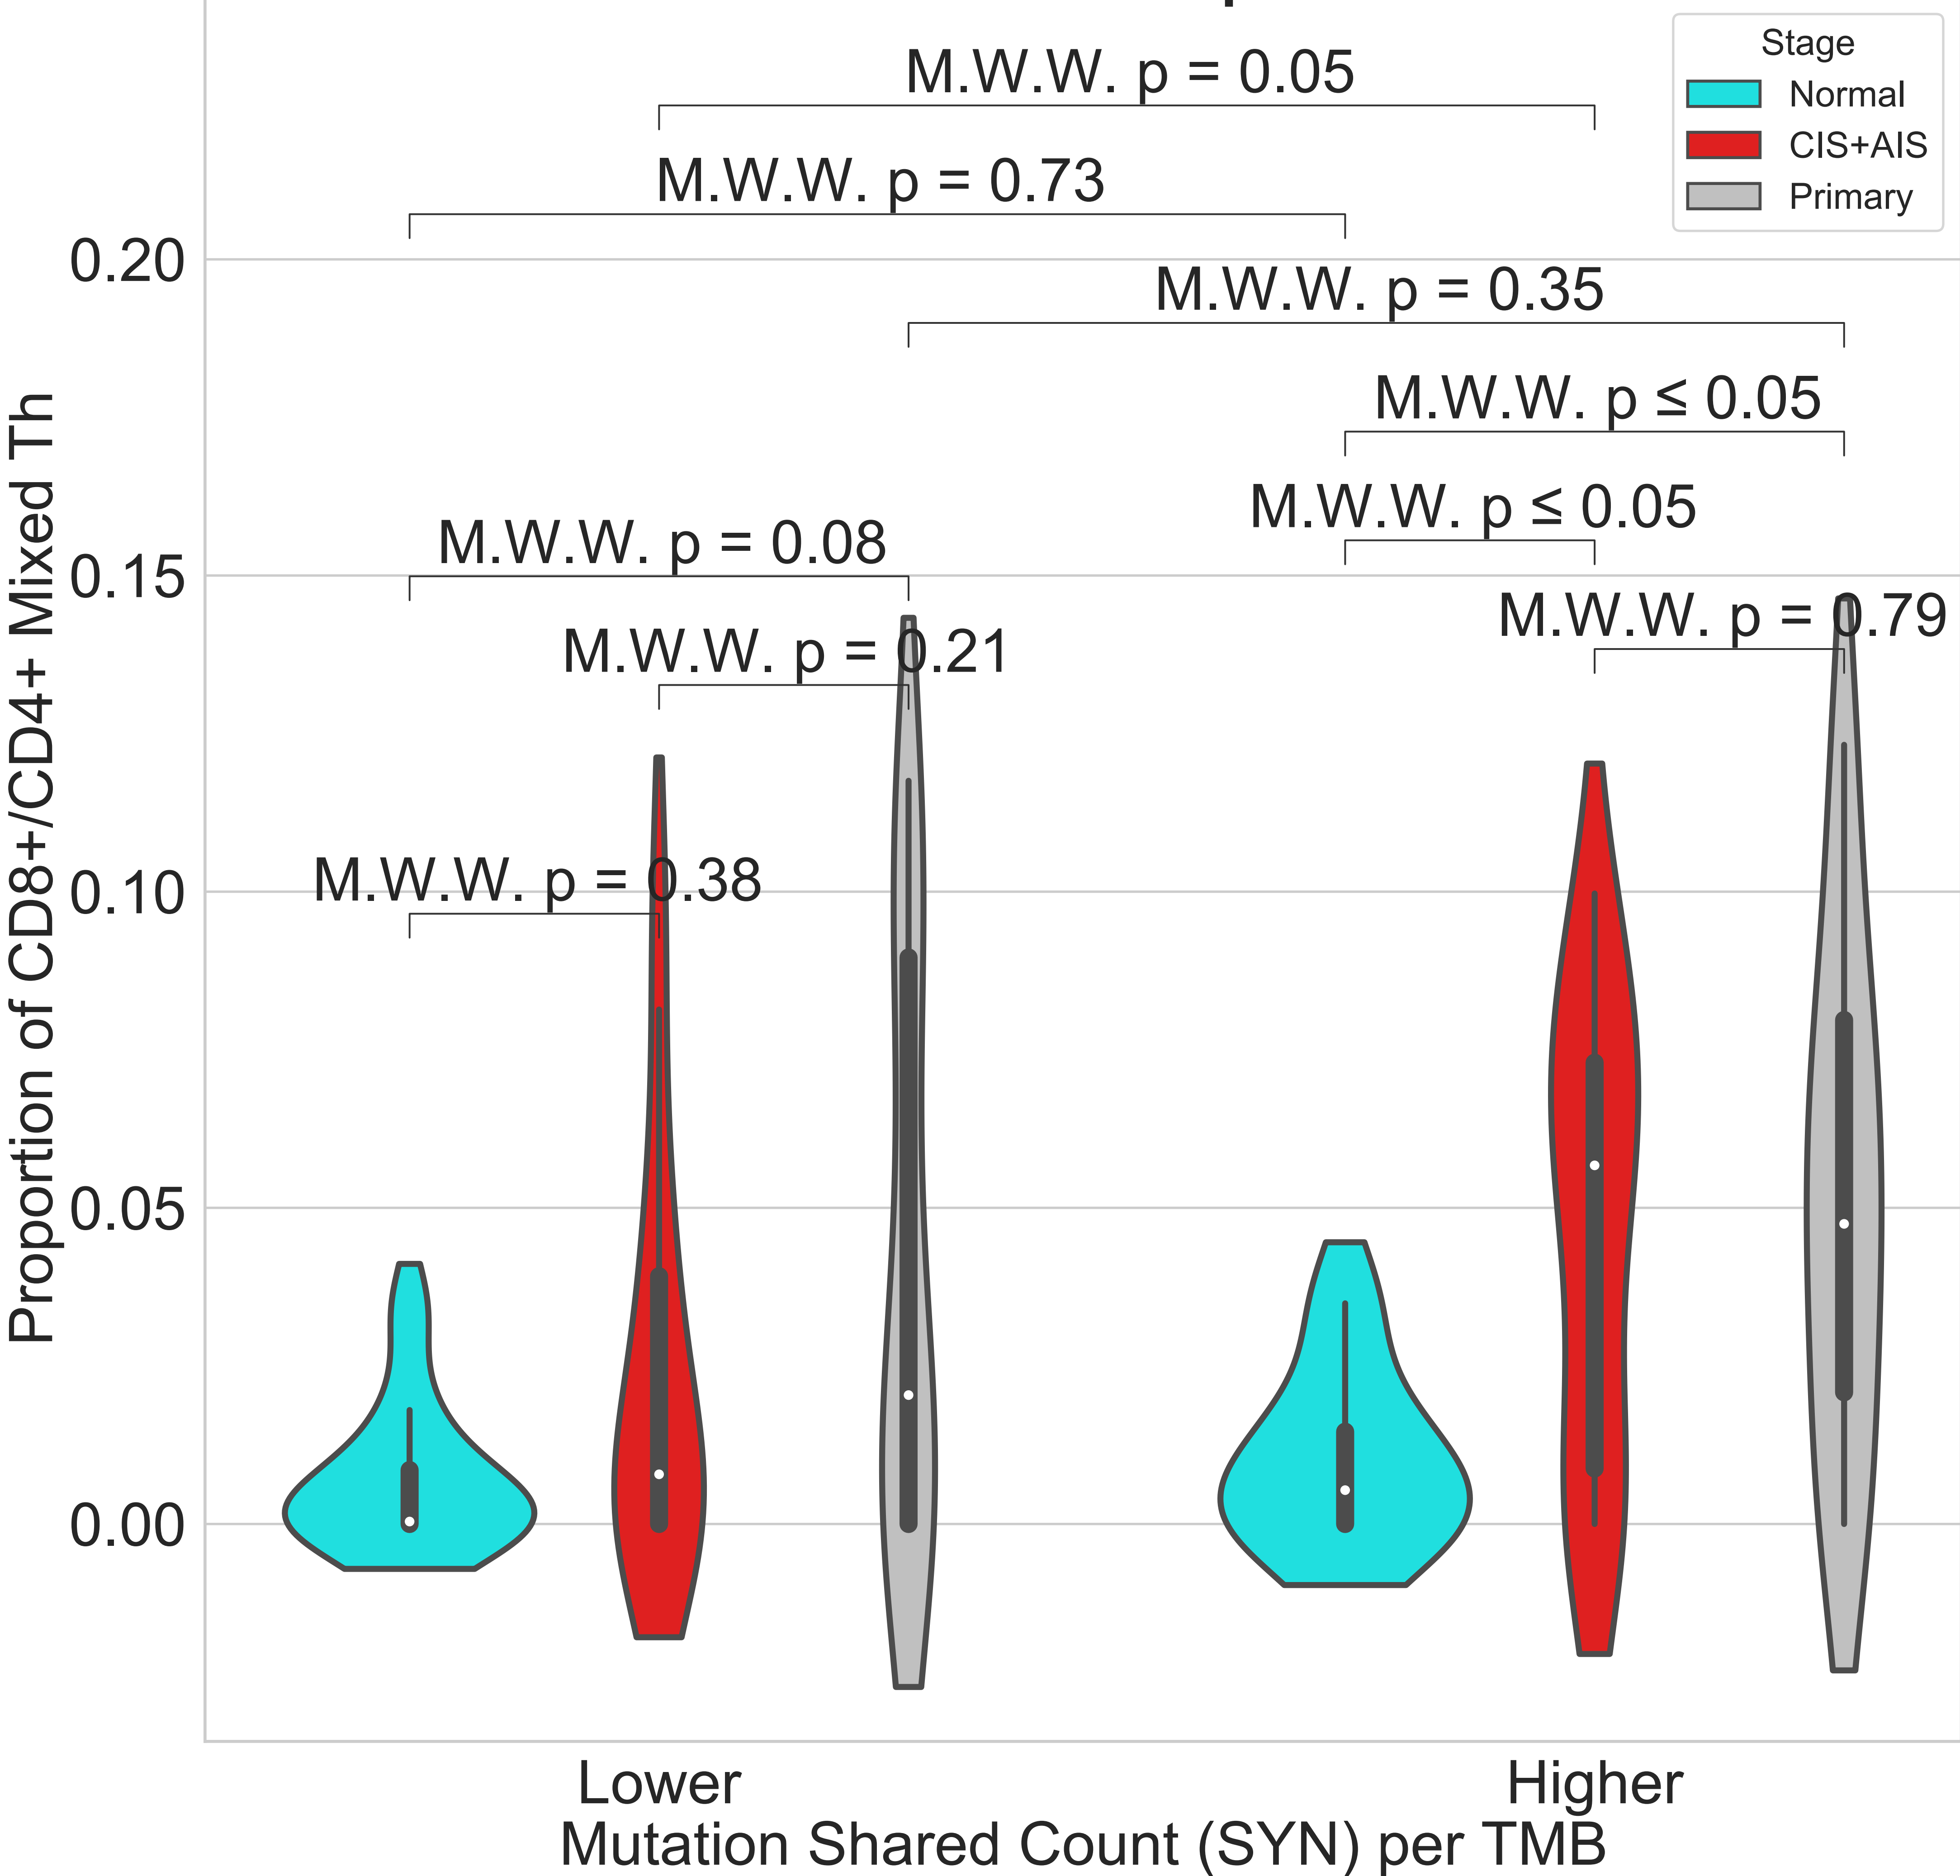 Stage
Normal
CIS+AIS
Primary
M.W.W. p = 0.05
M.W.W. p = 0.73
M.W.W. p = 0.35
M.W.W. p ≤ 0.05
M.W.W. p ≤ 0.05
M.W.W. p = 0.08
M.W.W. p = 0.79
M.W.W. p = 0.21
M.W.W. p = 0.38
0.20
0.15
0.10
0.05
0.00
Proportion of CD8+/CD4+ Mixed Th
Lower
Higher
Mutation Shared Count (SYN) per TMB